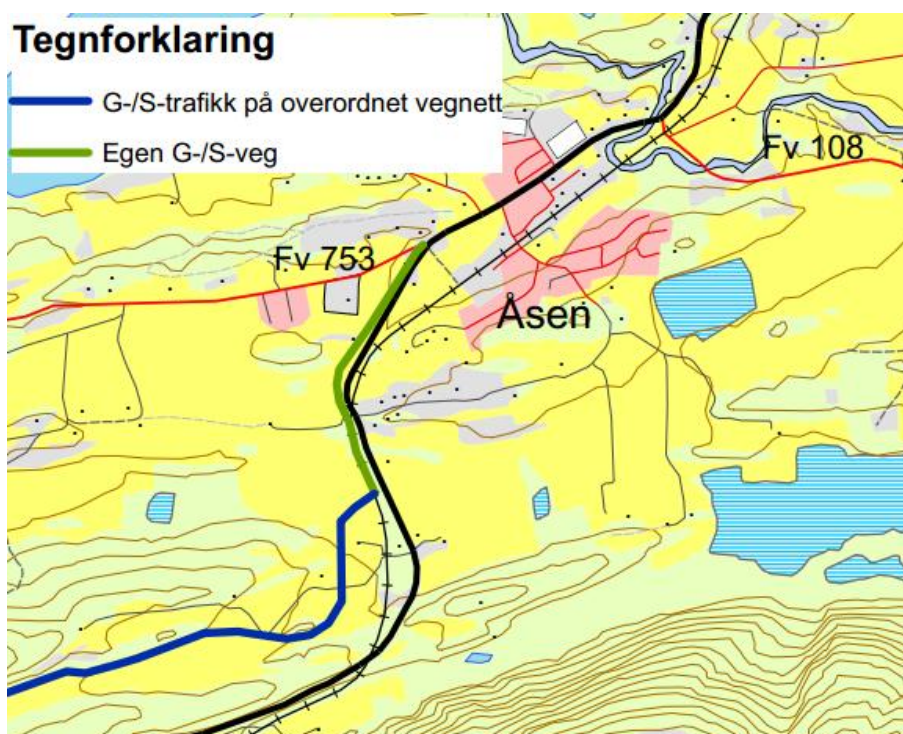 Tegnforklaring
G-/S-trafikk på overordnet vegnett
Egen G-/S-veg
Fv 108
Fv 753
Åsen